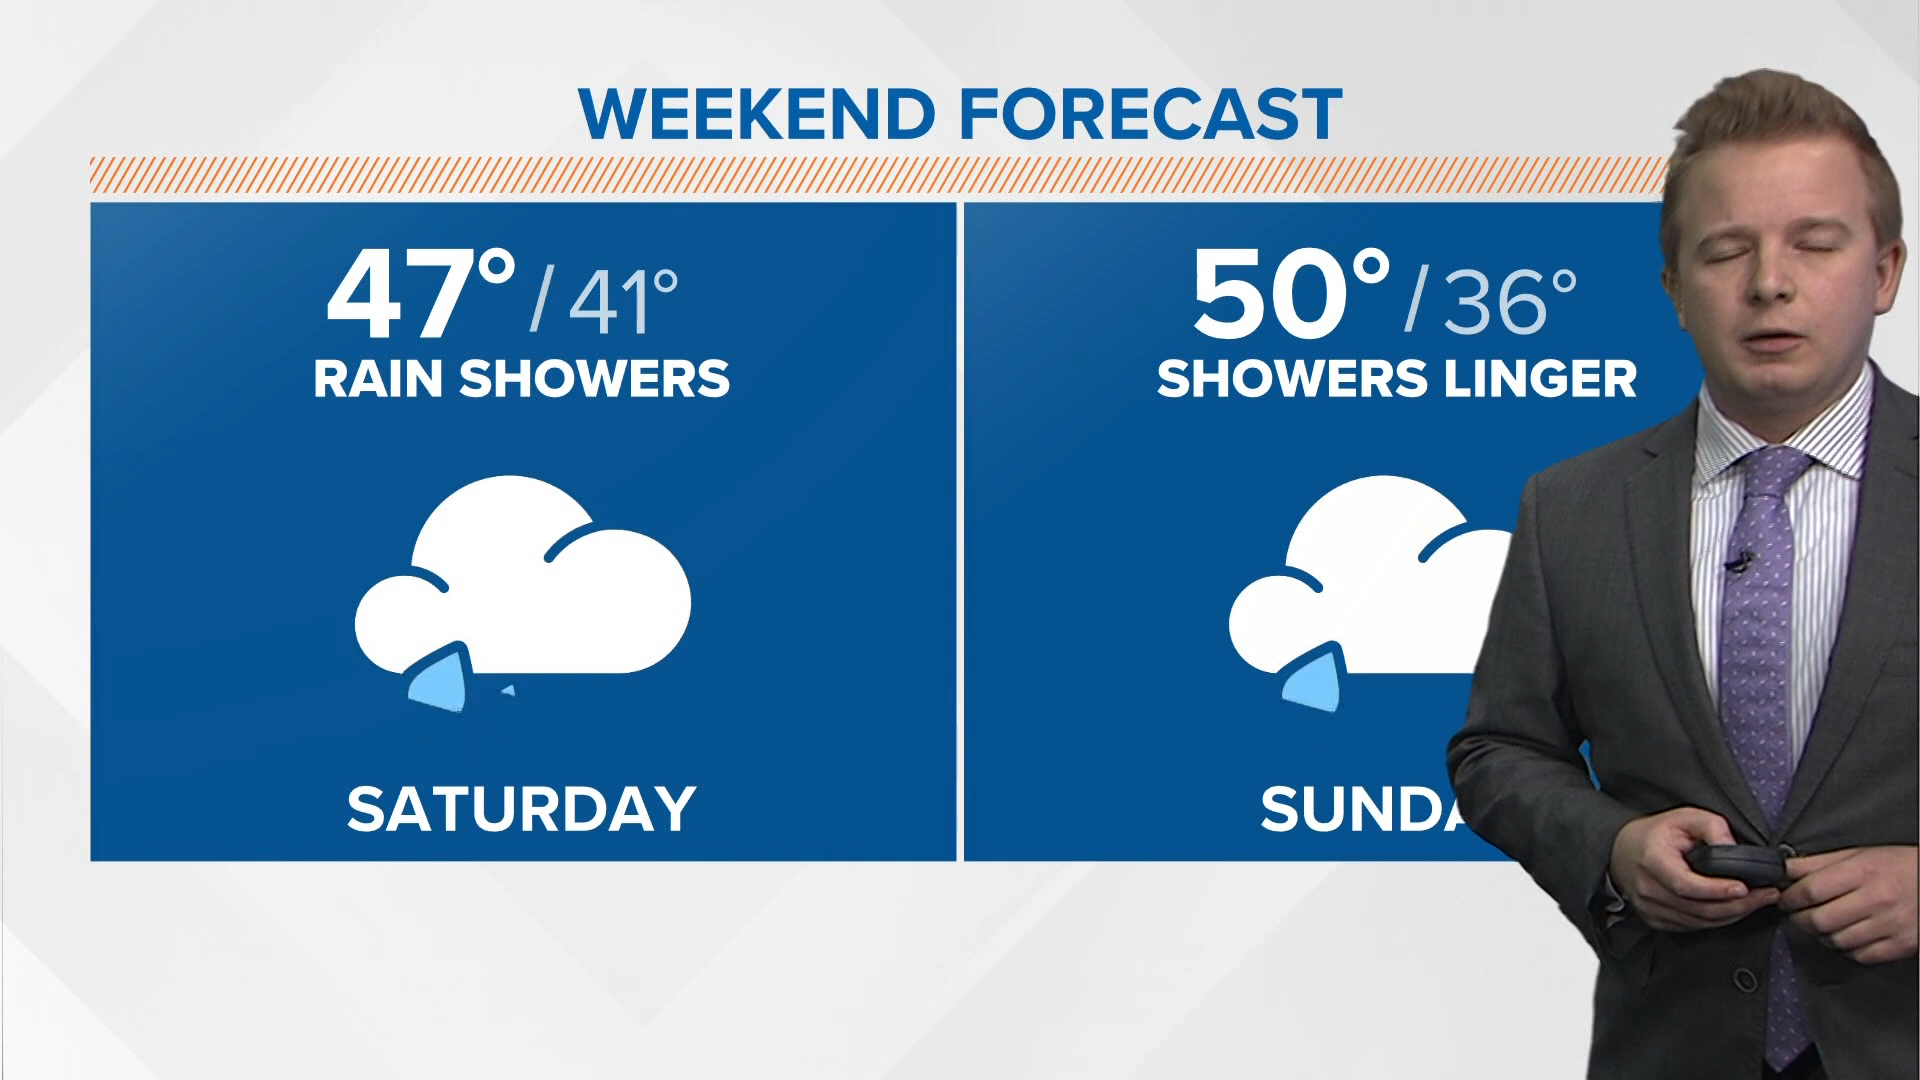 WEEKEND FORECAST
47° / 41°
RAIN SHOWERS
SATURDAY
50° / 36°
SHOWERS LINGER
SUNDA